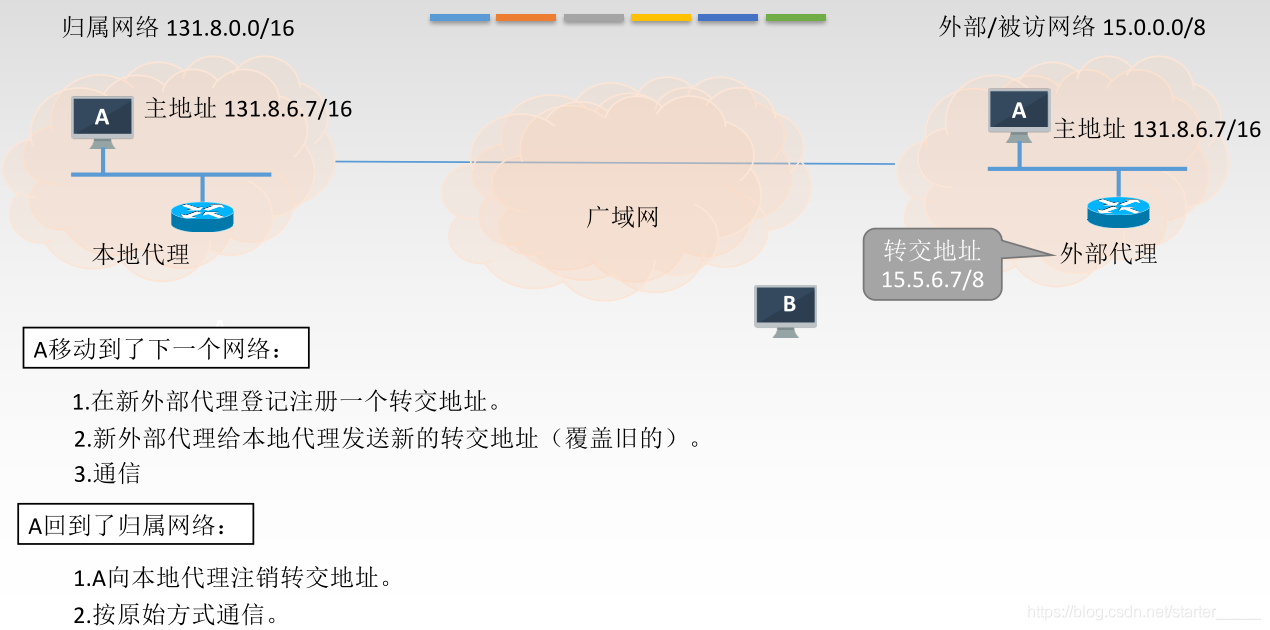 归属网络 131.8.0.0/16
外部/被访网络 15.0.0.0/8
A
主地址 131.8.6.7/16
A
主地址 131.8.6.7/16
广域网
本地代理
转交地址
15.5.6.7/8
外部代理
B
A移动到了下一个网络：
1.在新外部代理登记注册一个转交地址。
2.新外部代理给本地代理发送新的转交地址（覆盖旧的）。
3.通信
A回到了归属网络：
1.A向本地代理注销转交地址。
2.按原始方式通信。
https://blog.csdn.net/starter_____